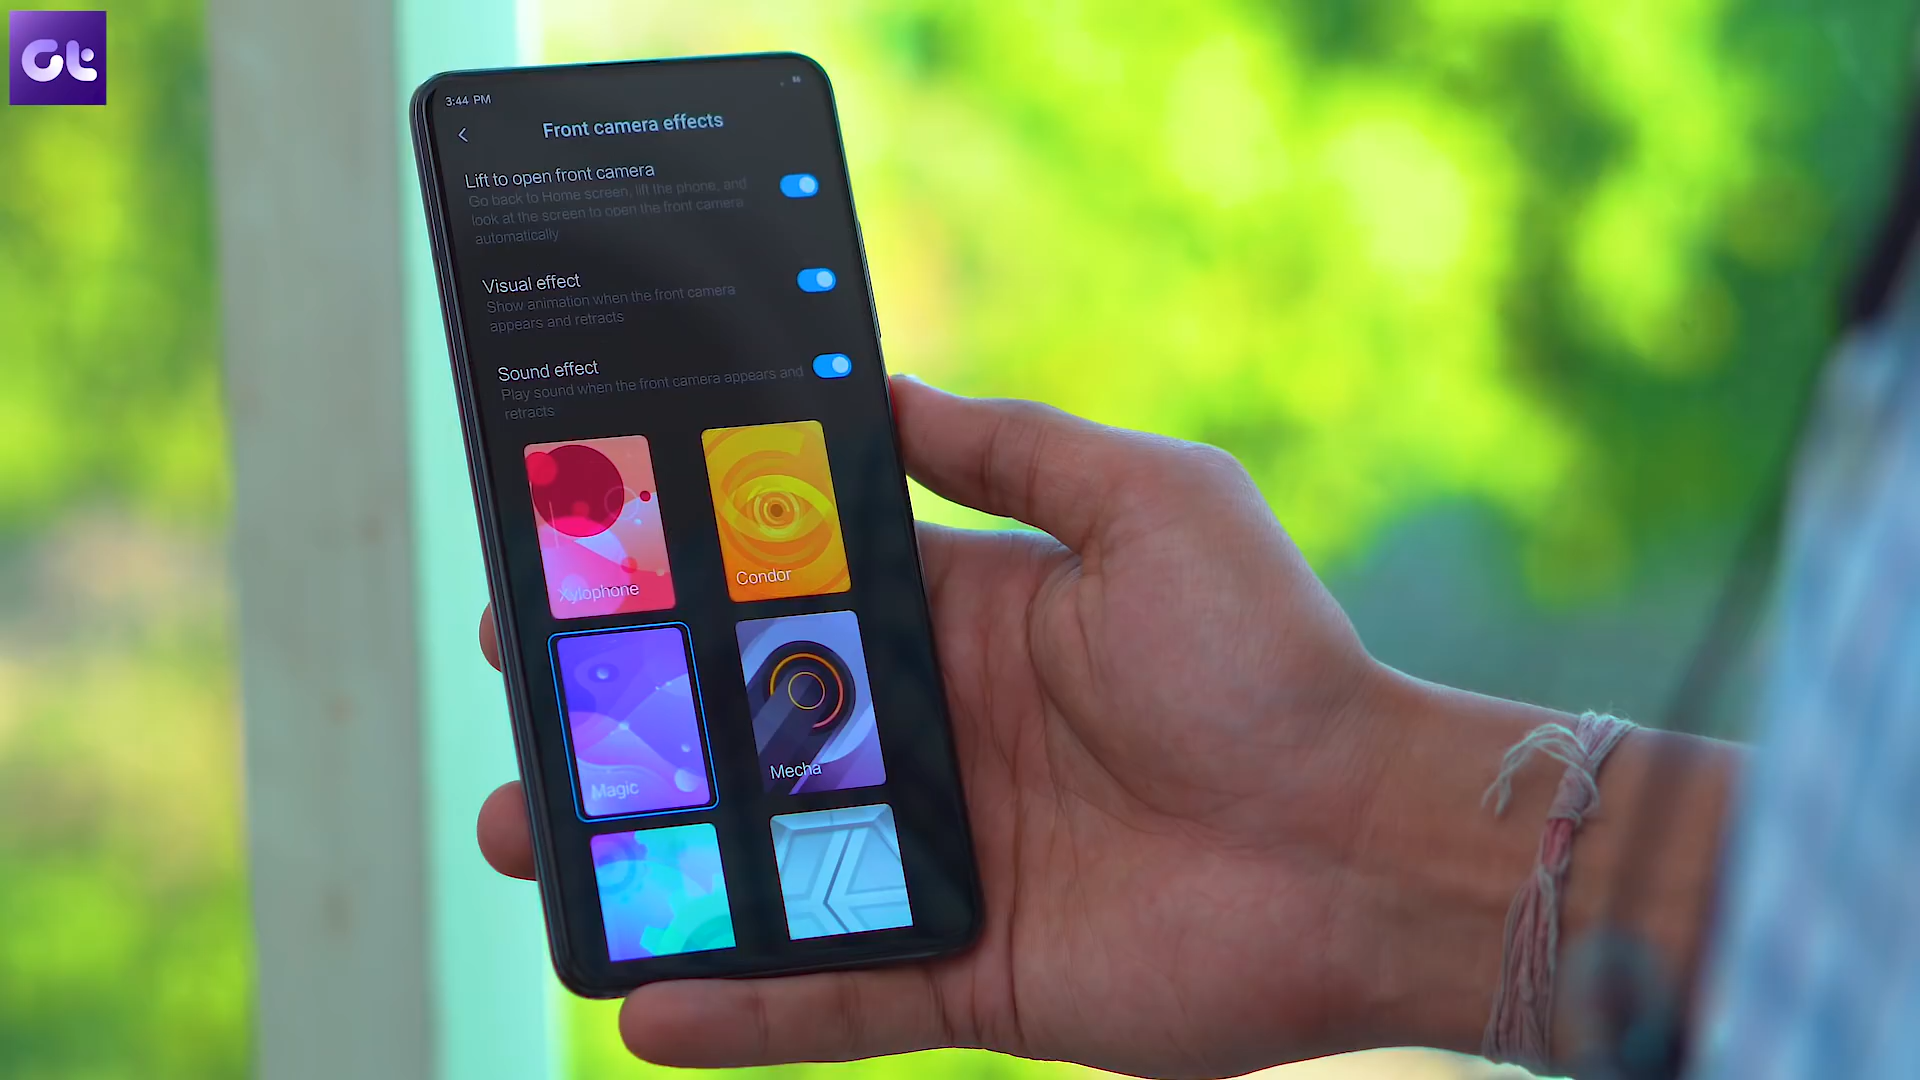 Gt
3:44 PM
Front camera effects
Lift to open front camera
Go back to Home screen, lift the phone, and
look at the screen to open the front camera
automatically
Visual effect
Show animation when the front camera
appears and retracts
Sound effect
Play sound when the front camera appears and
retracts
Xylophone
Condor
Magic
Mecha